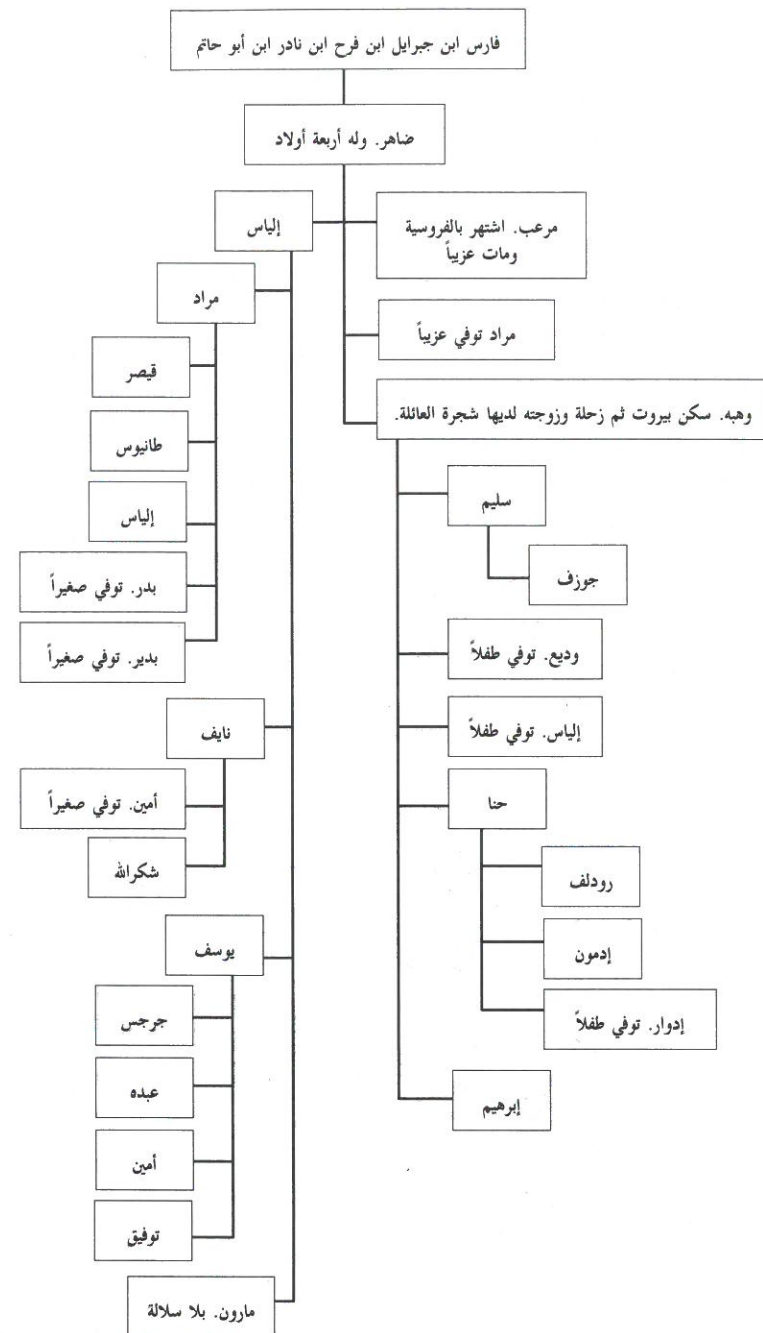 فارس ابن جبرايل ابن فرح ابن نادر ابن أبو حاتم
ضاهر. وله أربعة أولاد
مرعب. اشتهر بالفروسية
ومات عزيباً
مراد توفي عزيباً
وهبه. سكن بيروت ثم زحلة وزوجته لديها شجرة العائلة.
سليم
جوزف
وديع. توفي طفلاً
إلياس. توفي طفلاً
حنا
رودلف
إدمون
إدوار. توفي طفلاً
إبرهيم
إلياس
مراد
قيصر
طانيوس
إلياس
بدر. توفي صغيراً
بدير. توفي صغيراً
نايف
أمين. توفي صغيراً
شكرالله
يوسف
جرجس
عبده
أمين
توفيق
مارون. بلا سلالة